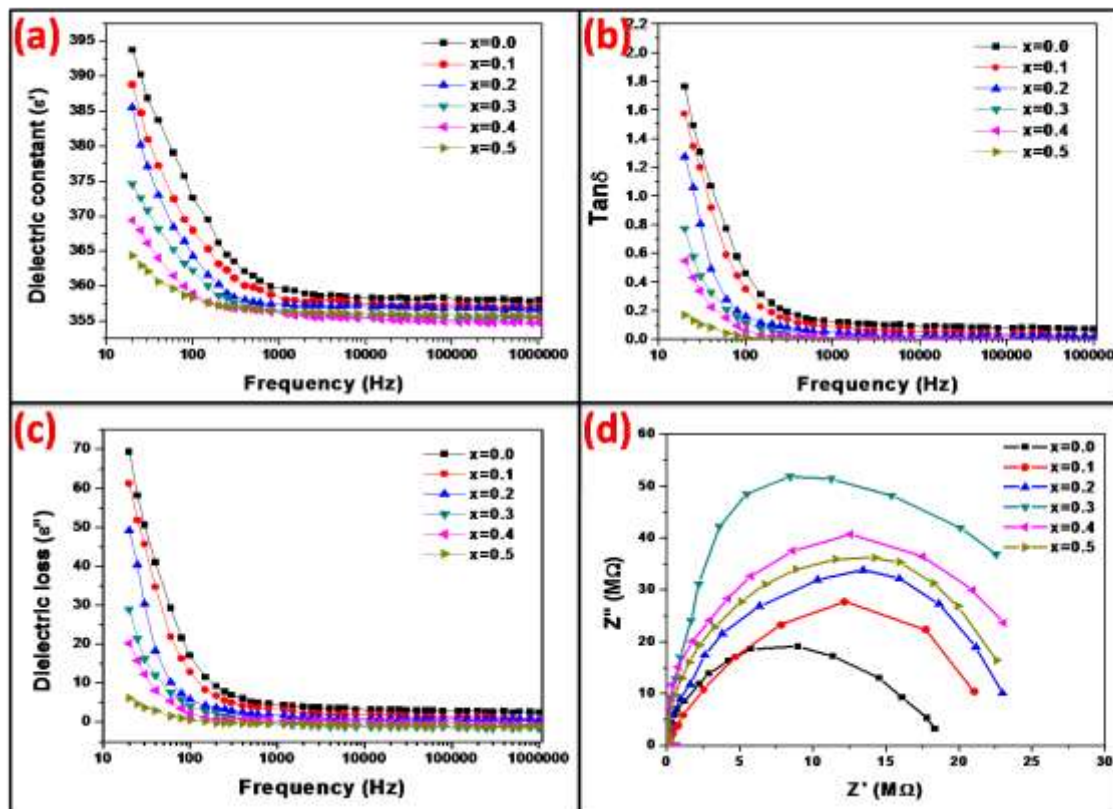 (a)
Dielectric constant (ε')
395
390
385
380
375
370
365
360
355
10
100
1000
10000
100000
1000000
Frequency (Hz)
x=0.0
x=0.1
x=0.2
x=0.3
x=0.4
x=0.5
(b)
Tanδ
2.2
2.0
1.8
1.6
1.4
1.2
1.0
0.8
0.6
0.4
0.2
0.0
10
100
1000
10000
100000
1000000
Frequency (Hz)
x=0.0
x=0.1
x=0.2
x=0.3
x=0.4
x=0.5
(c)
Dielectric loss (ε")
70
60
50
40
30
20
10
0
10
100
1000
10000
100000
1000000
Frequency (Hz)
x=0.0
x=0.1
x=0.2
x=0.3
x=0.4
x=0.5
(d)
Z" (MΩ)
60
50
40
30
20
10
0
0
5
10
15
20
25
30
Z' (MΩ)
x=0.0
x=0.1
x=0.2
x=0.3
x=0.4
x=0.5